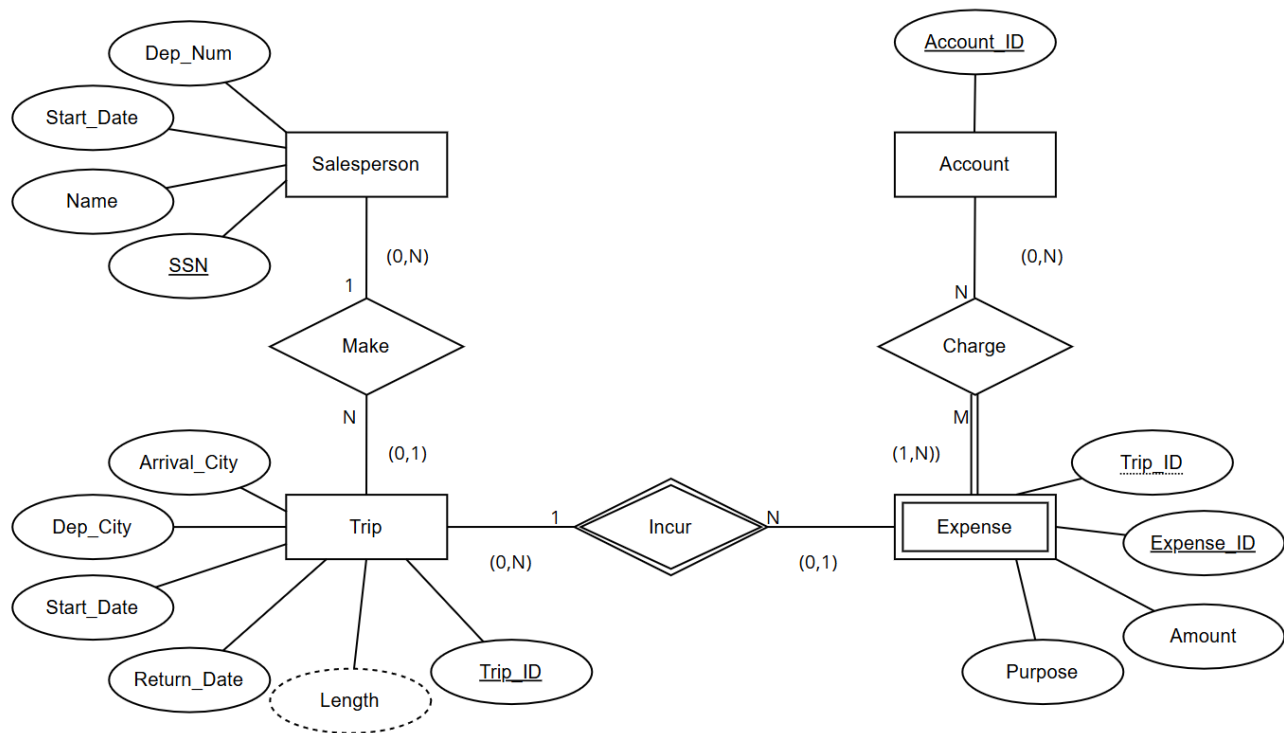 Account_ID
Dep_Num
Start_Date
Salesperson
Account
Name
SSN
(0,N)
(0,N)
1
N
Make
Charge
N
M
(0,1)
(1,N))
Arrival_City
Trip_ID
Dep_City
Trip
1
Incur
N
Expense
Expense_ID
(0,N)
(0,1)
Start_Date
Amount
Return_Date
Length
Trip_ID
Purpose